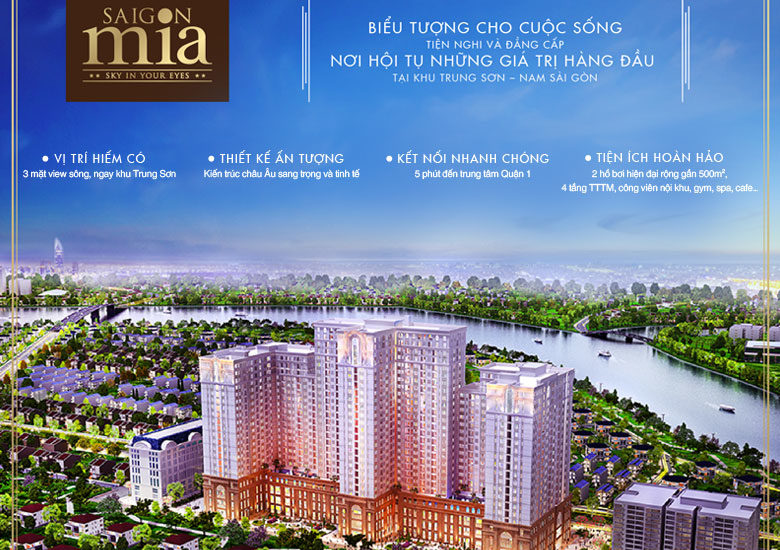 SAIGON
mia
SKY IN YOUR EYES
BIỂU TƯỢNG CHO CUỘC SỐNG
TIỆN NGHI VÀ ĐẲNG CẤP
NƠI HỘI TỤ NHỮNG GIÁ TRỊ HÀNG ĐẦU
TẠI KHU TRUNG SƠN – NAM SÀI GÒN
• VỊ TRÍ HIẾM CÓ
3 mặt view sông, ngay khu Trung Sơn
• THIẾT KẾ ẤN TƯỢNG
Kiến trúc châu Âu sang trọng và tinh tế
• KẾT NỐI NHANH CHÓNG
5 phút đến trung tâm Quận 1
• TIỆN ÍCH HOÀN HẢO
2 hồ bơi hiện đại rộng gần 500m²,
4 tầng TTTM, công viên nội khu, gym, spa, cafe...